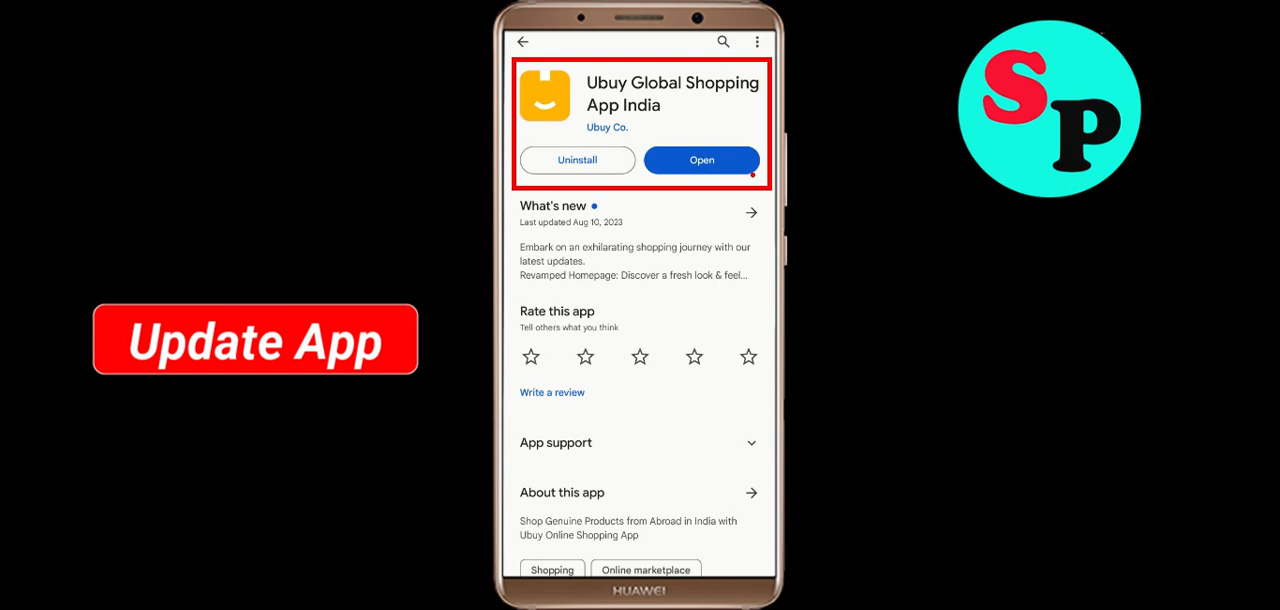 Ubuy Global Shopping
App India
Ubuy Co.
Uninstall
Open
What's new
Last updated Aug 10, 2023
Embark on an exhilarating shopping journey with our
latest updates.
Revamped Homepage: Discover a fresh look & feel...
Rate this app
Tell others what you think
Write a review
App support
About this app
Shop Genuine Products from Abroad in India with
Ubuy Online Shopping App
Shopping
Online marketplace
HUAWEI
Update App
SP